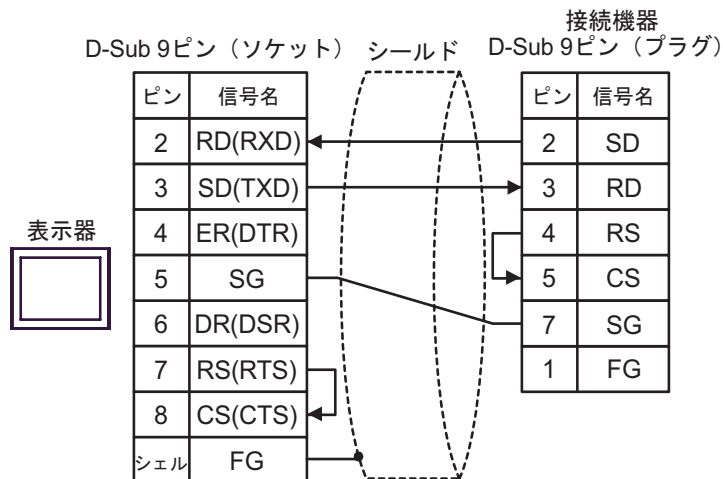 接続機器
D-Sub 9ピン（ソケット） シールド D-Sub 9ピン（プラグ）
ピン 信号名 ピン 信号名
2 RD(RXD) 2 SD
3 SD(TXD) 3 RD
表示器 4 ER(DTR) 4 RS
5 SG 5 CS
6 DR(DSR) 7 SG
7 RS(RTS) 1 FG
8 CS(CTS)
シェル FG